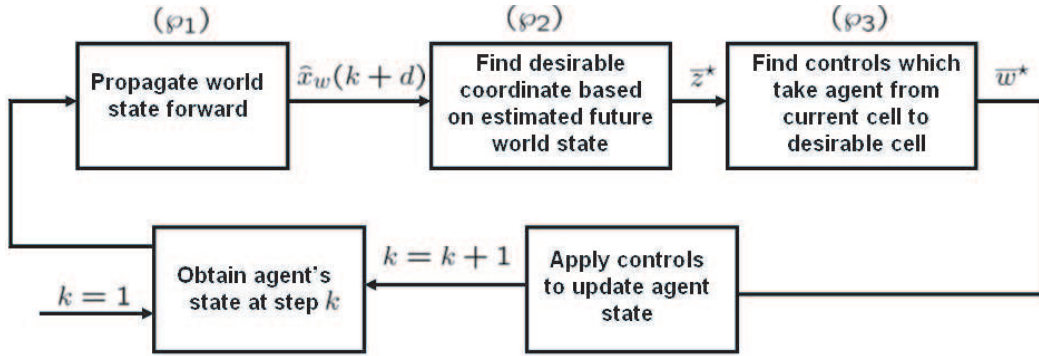 (℘₁)
(℘₂)
(℘₃)
Propagate world
state forward
x̂_w(k + d)
Find desirable
coordinate based
on estimated future
world state
z̅*
Find controls which
take agent from
current cell to
desirable cell
w̅*
Obtain agent's
state at step k
k = k + 1
Apply controls
to update agent
state
k = 1